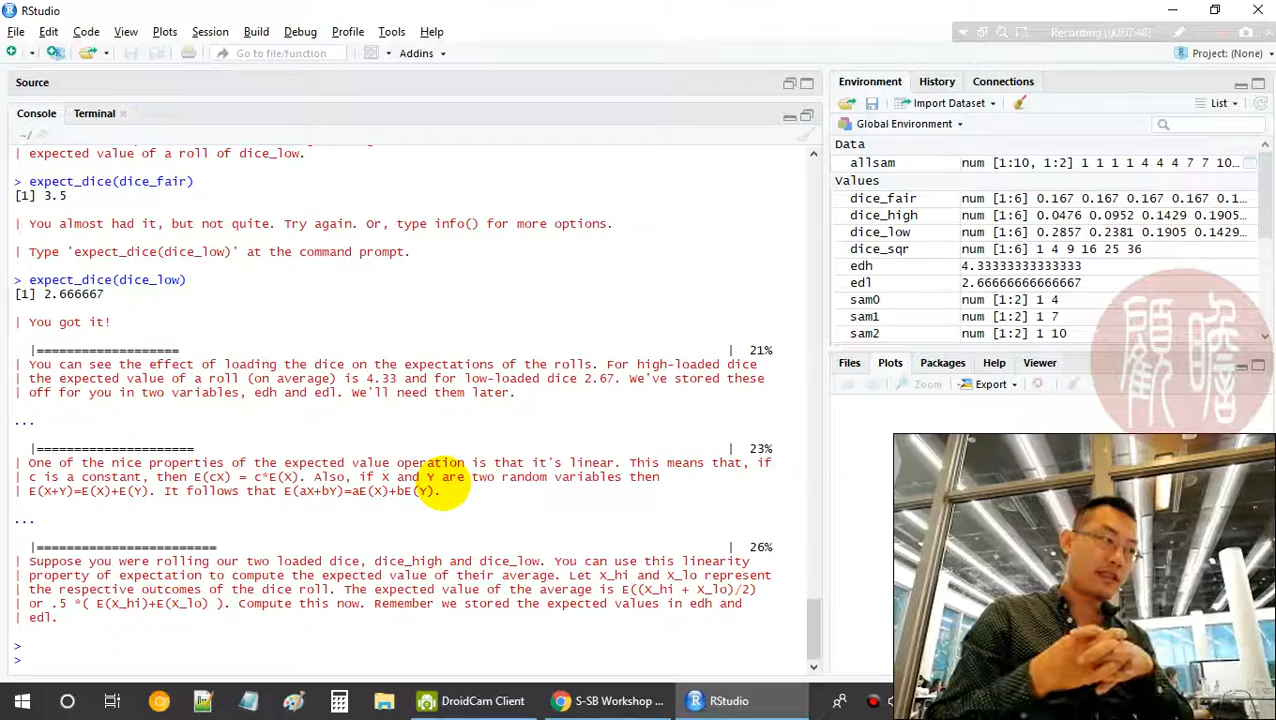 RStudio
File Edit Code View Plots Session Build Debug Profile Tools Help
Go to file/function Addins Project: (None)
Source
Console Terminal
~/
expected value of a roll of dice_low.
> expect_dice(dice_fair)
[1] 3.5
| You almost had it, but not quite. Try again. Or, type info() for more options.
| Type 'expect_dice(dice_low)' at the command prompt.
> expect_dice(dice_low)
[1] 2.666667
| You got it!
|=================== | 21%
| You can see the effect of loading the dice on the expectations of the rolls. For high-loaded dice
| the expected value of a roll (on average) is 4.33 and for low-loaded dice 2.67. We've stored these
| off for you in two variables, edh and edl. We'll need them later.
...
|===================== | 23%
| One of the nice properties of the expected value operation is that it's linear. This means that, if
| c is a constant, then E(cX) = c*E(X). Also, if X and Y are two random variables then
| E(X+Y)=E(X)+E(Y). It follows that E(aX+bY)=aE(X)+bE(Y).
...
|======================== | 26%
| Suppose you were rolling our two loaded dice, dice_high and dice_low. You can use this linearity
| property of expectation to compute the expected value of their average. Let X_hi and X_lo represent
| the respective outcomes of the dice roll. The expected value of the average is E((X_hi + X_lo)/2)
| or .5 *( E(X_hi)+E(X_lo) ). Compute this now. Remember we stored the expected values in edh and
| edl.
>
>
Environment History Connections
Import Dataset List
Global Environment
Data
allsam num [1:10, 1:2] 1 1 1 1 4 4 4 7 7 10...
Values
dice_fair num [1:6] 0.167 0.167 0.167 0.167 0.1...
dice_high num [1:6] 0.0476 0.0952 0.1429 0.1905...
dice_low num [1:6] 0.2857 0.2381 0.1905 0.1429...
dice_sqr num [1:6] 1 4 9 16 25 36
edh 4.33333333333333
edl 2.66666666666667
sam0 num [1:2] 1 4
sam1 num [1:2] 1 7
sam2 num [1:2] 1 10
Files Plots Packages Help Viewer
Zoom Export
DroidCam Client S-SB Workshop ... RStudio